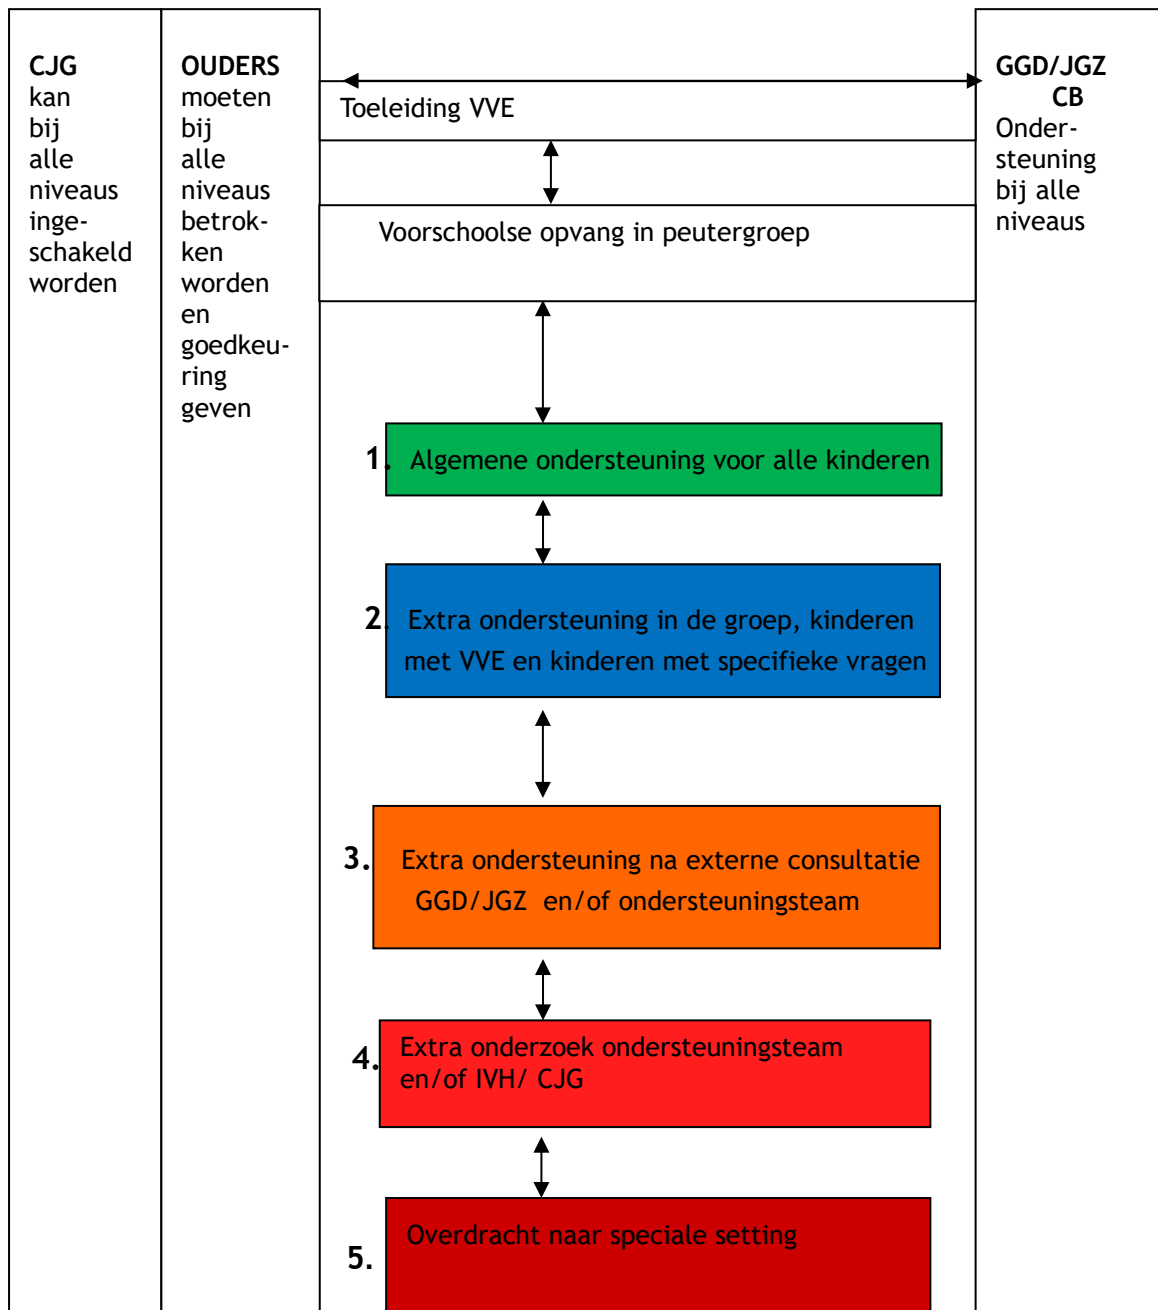 CJG
kan
bij
alle
niveaus
inge-
schakeld
worden
OUDERS
moeten
bij
alle
niveaus
betrok-
ken
worden
en
goedkeu-
ring
geven
Toeleiding VVE
Voorschoolse opvang in peutergroep
1. Algemene ondersteuning voor alle kinderen
2. Extra ondersteuning in de groep, kinderen
met VVE en kinderen met specifieke vragen
3. Extra ondersteuning na externe consultatie
GGD/JGZ en/of ondersteuningsteam
4. Extra onderzoek ondersteuningsteam
en/of IVH/ CJG
5. Overdracht naar speciale setting
GGD/JGZ
CB
Onder-
steuning
bij alle
niveaus